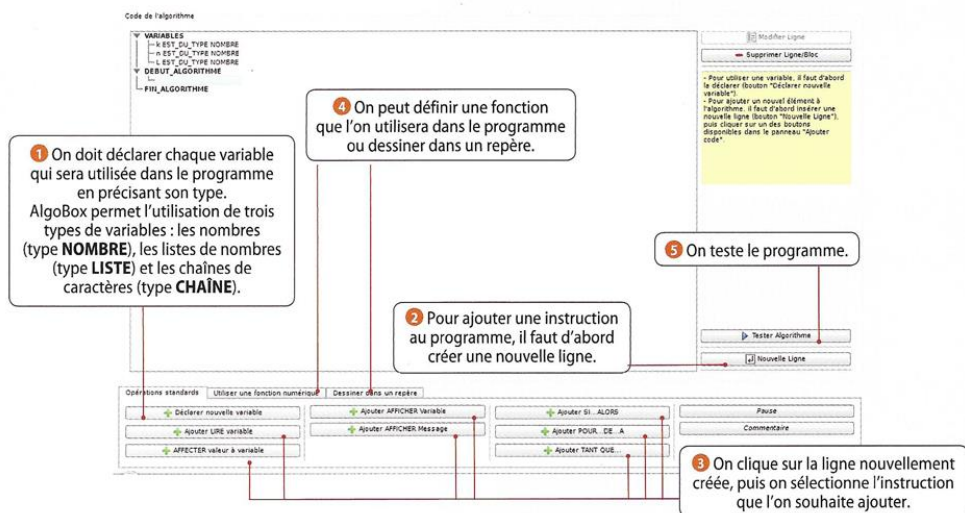 Code de l'algorithme
VARIABLES
k EST_DU_TYPE NOMBRE
n EST_DU_TYPE NOMBRE
L EST_DU_TYPE NOMBRE
DEBUT_ALGORITHME
FIN_ALGORITHME
Modifier Ligne
Supprimer Ligne/Bloc
- Pour utiliser une variable, il faut d'abord
la déclarer (bouton "Déclarer nouvelle
variable").
- Pour ajouter un nouvel élément à
l'algorithme, il faut d'abord insérer une
nouvelle ligne (bouton "Nouvelle Ligne"),
puis cliquer sur un des boutons
disponibles dans le panneau "Ajouter
code".
4 On peut définir une fonction
que l'on utilisera dans le programme
ou dessiner dans un repère.
1 On doit déclarer chaque variable
qui sera utilisée dans le programme
en précisant son type.
AlgoBox permet l'utilisation de trois
types de variables : les nombres
(type NOMBRE), les listes de nombres
(type LISTE) et les chaînes de
caractères (type CHAÎNE).
5 On teste le programme.
2 Pour ajouter une instruction
au programme, il faut d'abord
créer une nouvelle ligne.
Tester Algorithme
Nouvelle Ligne
Opérations standards Utiliser une fonction numérique Dessiner dans un repère
Déclarer nouvelle variable
Ajouter LIRE variable
AFFECTER valeur à variable
Ajouter AFFICHER Variable
Ajouter AFFICHER Message
Ajouter SI...ALORS
Ajouter POUR...DE...A
Ajouter TANT QUE...
Pause
Commentaire
3 On clique sur la ligne nouvellement
créée, puis on sélectionne l'instruction
que l'on souhaite ajouter.